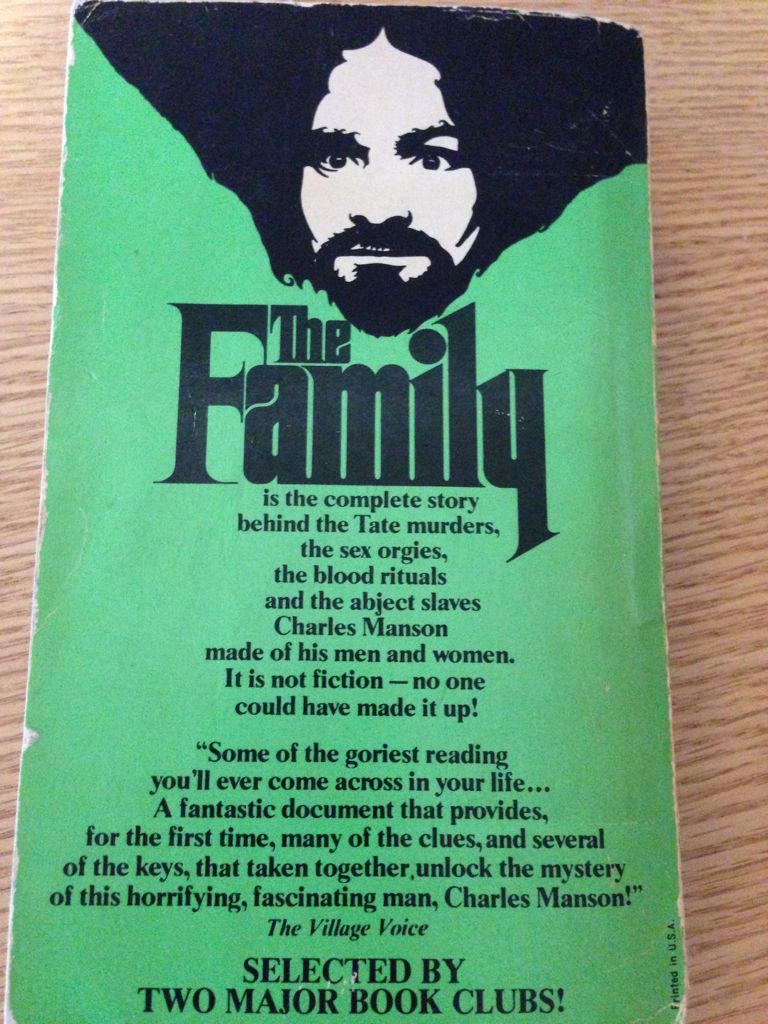 The
Family
is the complete story
behind the Tate murders,
the sex orgies,
the blood rituals
and the abject slaves
Charles Manson
made of his men and women.
It is not fiction — no one
could have made it up!
“Some of the goriest reading
you'll ever come across in your life...
A fantastic document that provides,
for the first time, many of the clues, and several
of the keys, that taken together, unlock the mystery
of this horrifying, fascinating man, Charles Manson!”
The Village Voice
SELECTED BY
TWO MAJOR BOOK CLUBS!
Printed in U.S.A.